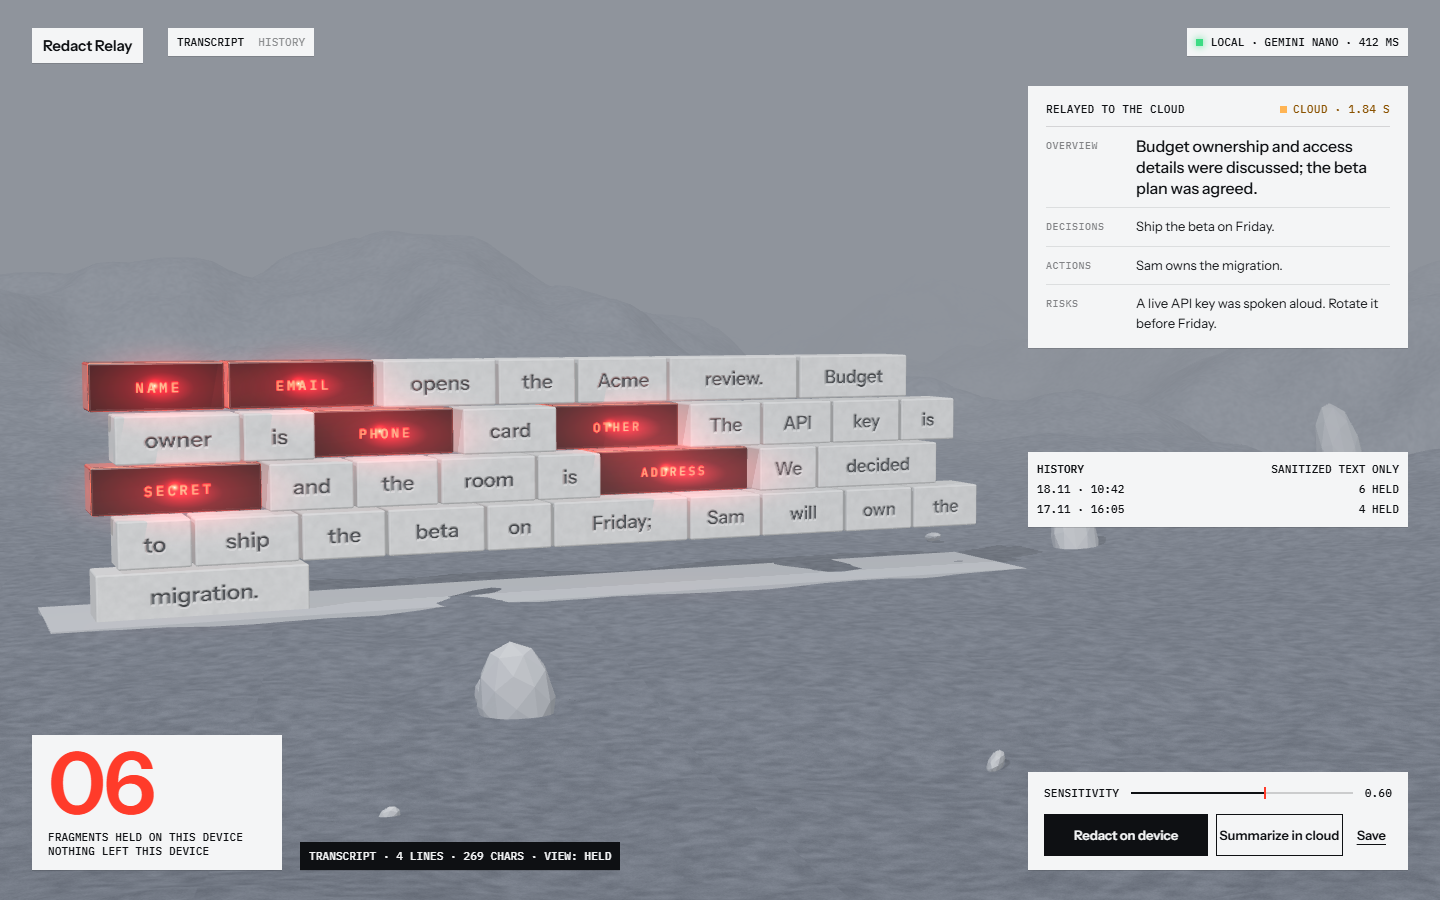 Redact Relay
TRANSCRIPT HISTORY
LOCAL · GEMINI NANO · 412 MS
RELAYED TO THE CLOUD
CLOUD · 1.84 S
OVERVIEW
Budget ownership and access
details were discussed; the beta
plan was agreed.
DECISIONS
Ship the beta on Friday.
ACTIONS
Sam owns the migration.
RISKS
A live API key was spoken aloud. Rotate it
before Friday.
NAME EMAIL opens the Acme review. Budget
owner is PHONE card OTHER The API key is
SECRET and the room is ADDRESS We decided
to ship the beta on Friday; Sam will own the
migration.
HISTORY SANITIZED TEXT ONLY
18.11 · 10:42 6 HELD
17.11 · 16:05 4 HELD
06
FRAGMENTS HELD ON THIS DEVICE
NOTHING LEFT THIS DEVICE
TRANSCRIPT · 4 LINES · 269 CHARS · VIEW: HELD
SENSITIVITY 0.60
Redact on device Summarize in cloud Save